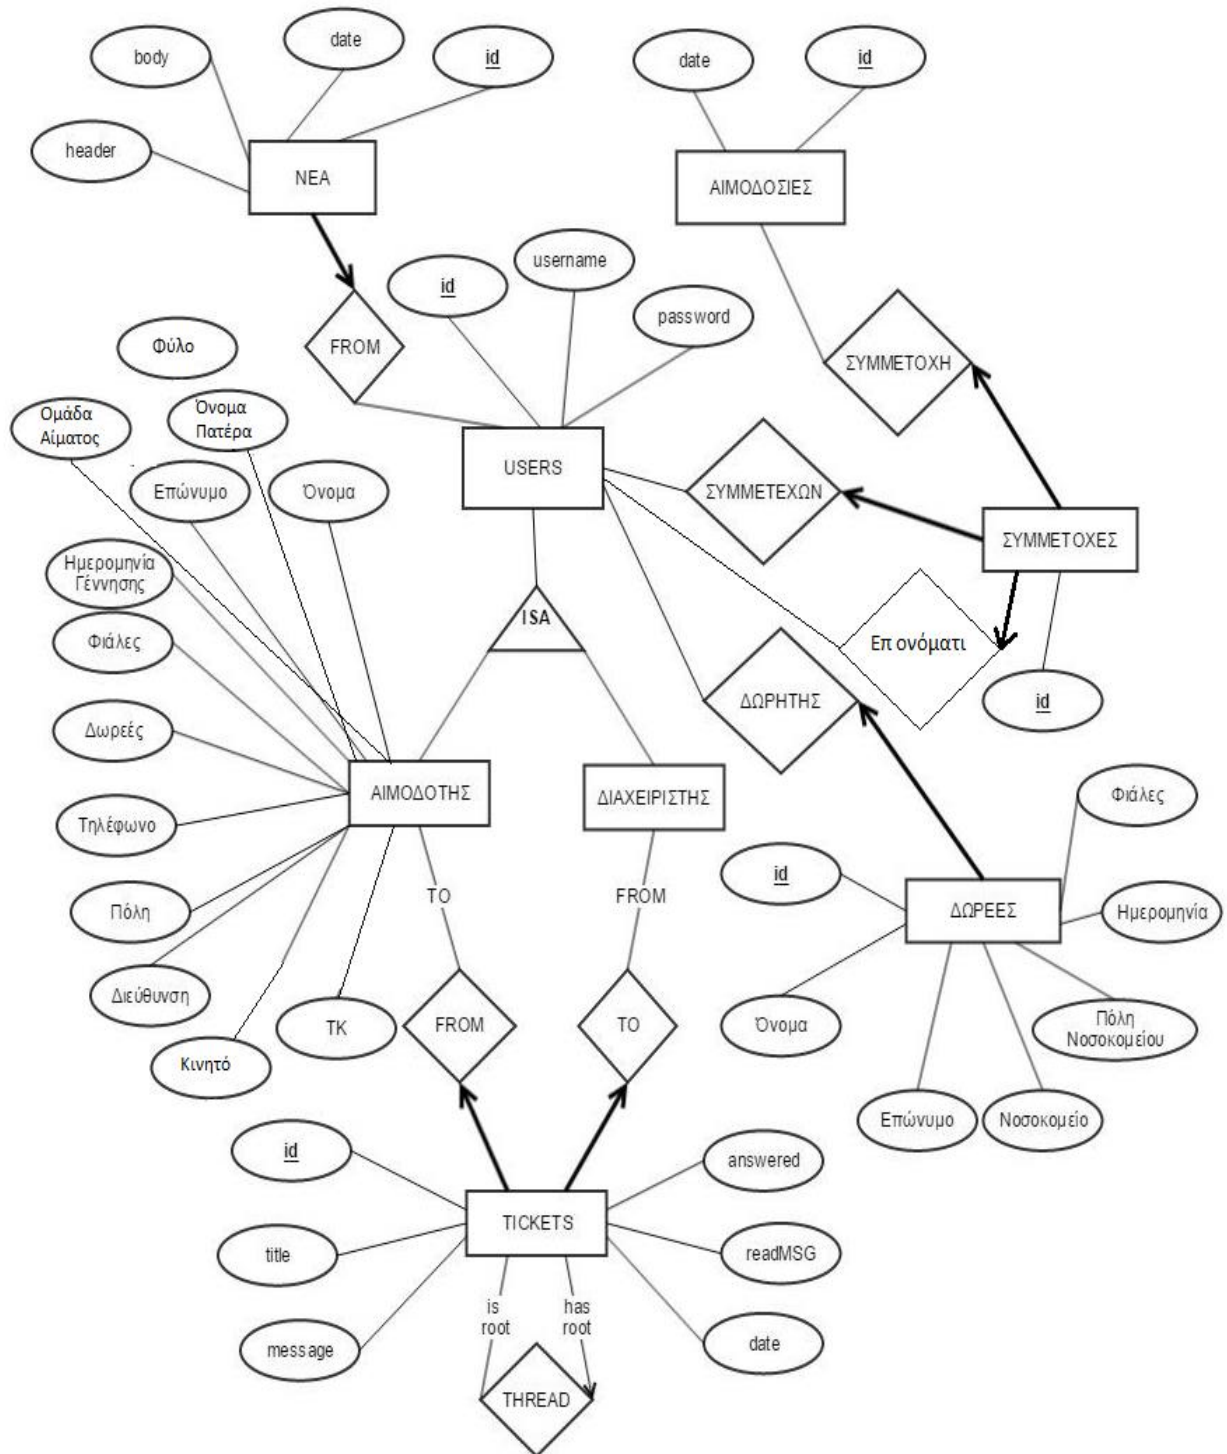 body
date
id
header
ΝΕΑ
date
id
ΑΙΜΟΔΟΣΙΕΣ
FROM
id
username
password
USERS
ΣΥΜΜΕΤΟΧΗ
ΣΥΜΜΕΤΕΧΩΝ
ΣΥΜΜΕΤΟΧΕΣ
Επ ονόματι
id
ΔΩΡΗΤΗΣ
ISA
Φύλο
Ομάδα
Αίματος
Όνομα
Πατέρα
Επώνυμο
Όνομα
Ημερομηνία
Γέννησης
Φιάλες
Δωρεές
Τηλέφωνο
Πόλη
Διεύθυνση
Κινητό
ΤΚ
ΑΙΜΟΔΟΤΗΣ
ΔΙΑΧΕΙΡΙΣΤΗΣ
TO
FROM
FROM
TO
id
ΔΩΡΕΕΣ
Φιάλες
Ημερομηνία
Όνομα
Πόλη
Νοσοκομείου
Επώνυμο
Νοσοκομείο
id
title
message
TICKETS
answered
readMSG
date
is
root
has
root
THREAD